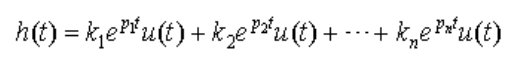 h(t) = k₁e^{p₁t}u(t) + k₂e^{p₂t}u(t) + ⋯ + kₙe^{pₙt}u(t)